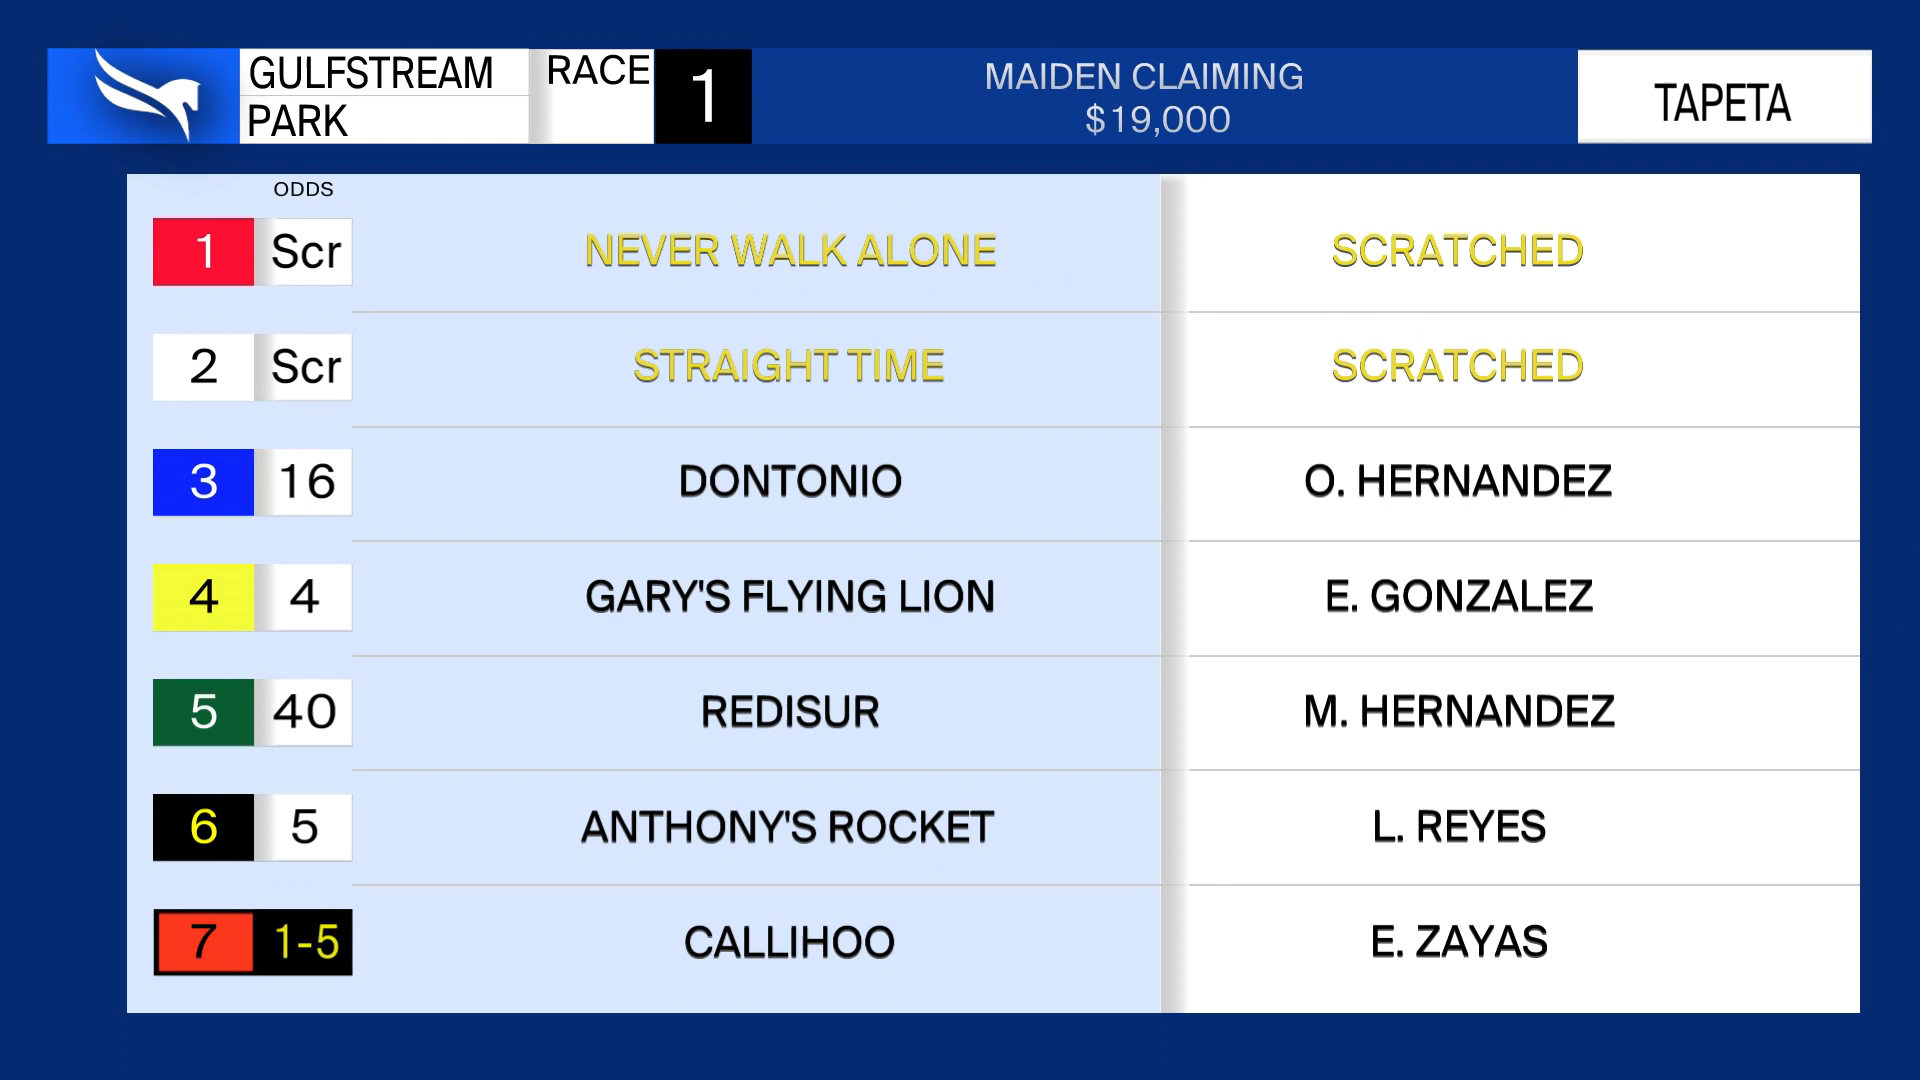 GULFSTREAM
PARK
RACE 1
MAIDEN CLAIMING
$19,000
TAPETA
ODDS
1 Scr NEVER WALK ALONE SCRATCHED
2 Scr STRAIGHT TIME SCRATCHED
3 16 DONTONIO O. HERNANDEZ
4 4 GARY'S FLYING LION E. GONZALEZ
5 40 REDISUR M. HERNANDEZ
6 5 ANTHONY'S ROCKET L. REYES
7 1-5 CALLIHOO E. ZAYAS